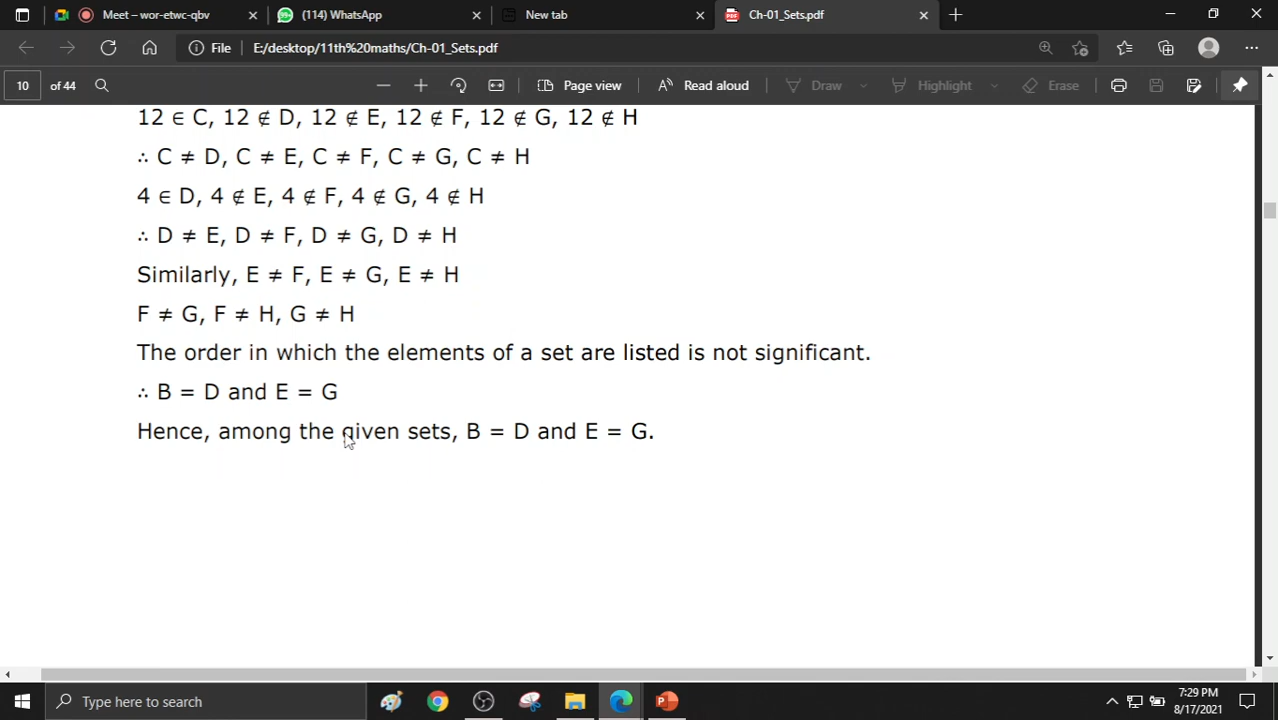 Meet – wor-etwc-qbv
(114) WhatsApp
New tab
Ch-01_Sets.pdf
File E:/desktop/11th%20maths/Ch-01_Sets.pdf
10 of 44
Page view
Read aloud
Draw
Highlight
Erase
12 ∈ C, 12 ∉ D, 12 ∉ E, 12 ∉ F, 12 ∉ G, 12 ∉ H
∴ C ≠ D, C ≠ E, C ≠ F, C ≠ G, C ≠ H
4 ∈ D, 4 ∉ E, 4 ∉ F, 4 ∉ G, 4 ∉ H
∴ D ≠ E, D ≠ F, D ≠ G, D ≠ H
Similarly, E ≠ F, E ≠ G, E ≠ H
F ≠ G, F ≠ H, G ≠ H
The order in which the elements of a set are listed is not significant.
∴ B = D and E = G
Hence, among the given sets, B = D and E = G.
Type here to search
7:29 PM
8/17/2021